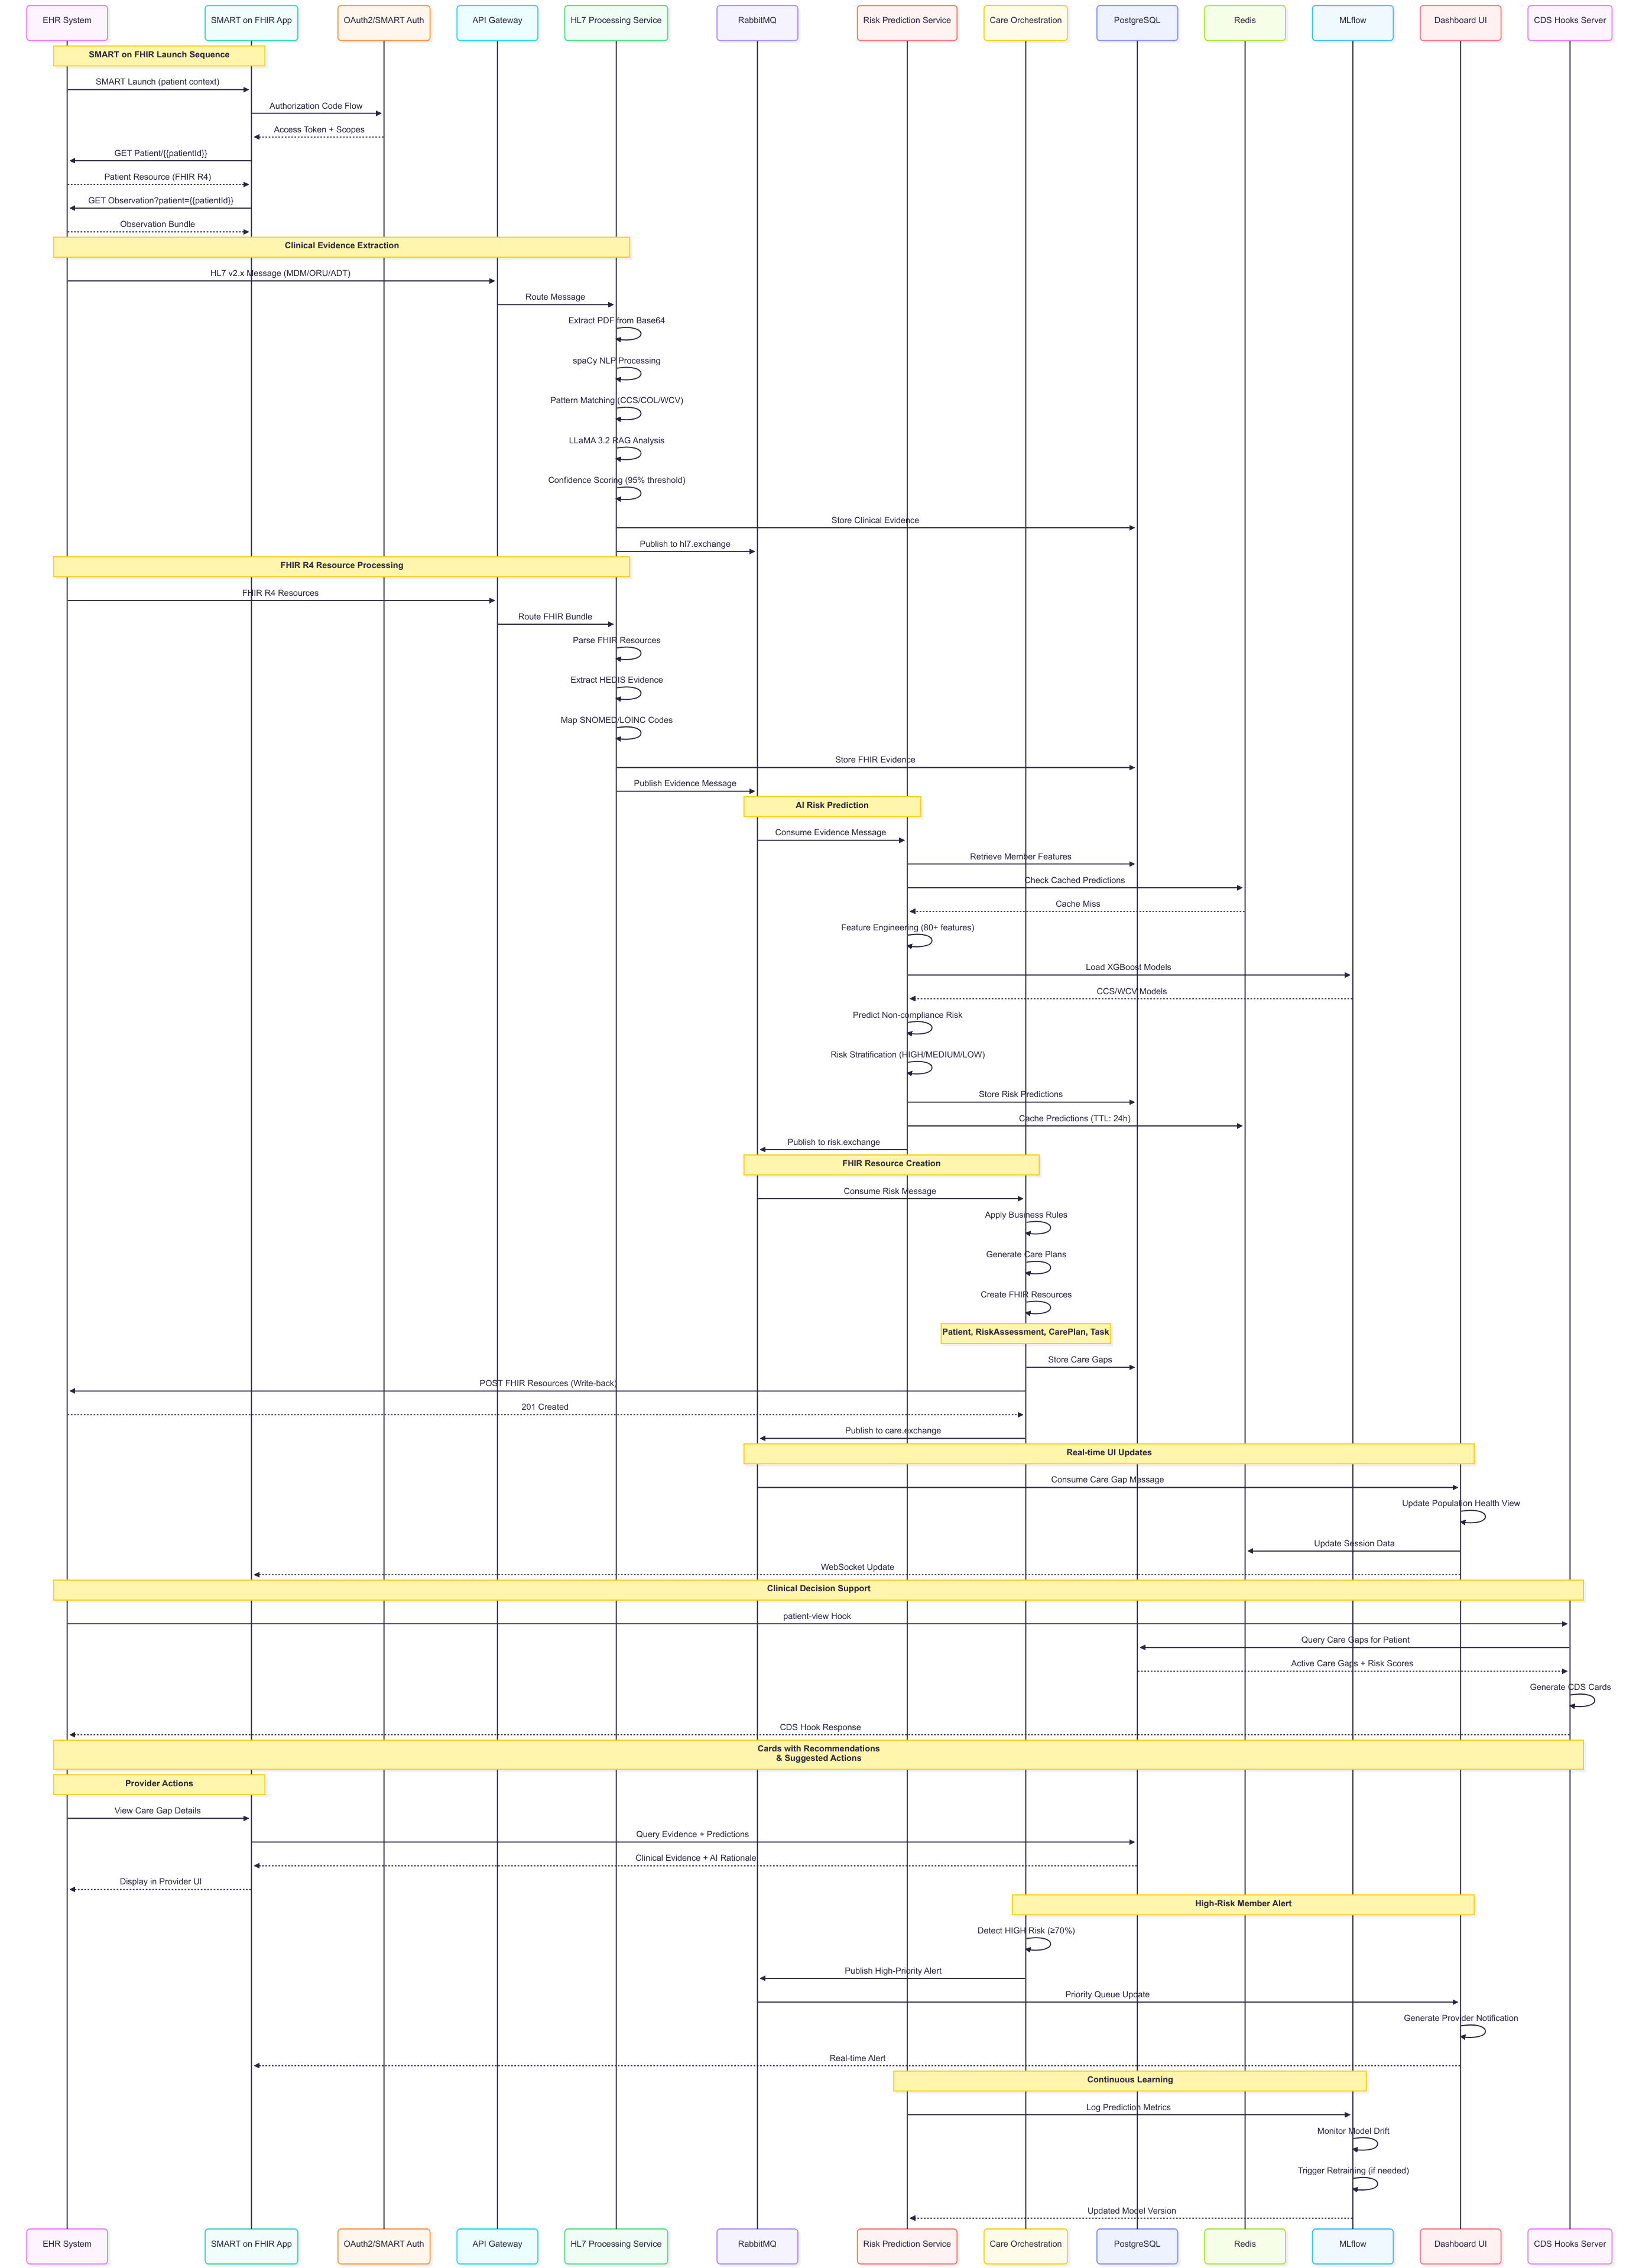 EHR System
SMART on FHIR App
OAuth2/SMART Auth
API Gateway
HL7 Processing Service
RabbitMQ
Risk Prediction Service
Care Orchestration
PostgreSQL
Redis
MLflow
Dashboard UI
CDS Hooks Server
SMART on FHIR Launch Sequence
SMART Launch (patient context)
Authorization Code Flow
Access Token + Scopes
GET Patient/{{patientId}}
Patient Resource (FHIR R4)
GET Observation?patient={{patientId}}
Observation Bundle
Clinical Evidence Extraction
HL7 v2.x Message (MDM/ORU/ADT)
Route Message
Extract PDF from Base64
spaCy NLP Processing
Pattern Matching (CCS/COL/WCV)
LLaMA 3.2 RAG Analysis
Confidence Scoring (95% threshold)
Store Clinical Evidence
Publish to hl7.exchange
FHIR R4 Resource Processing
FHIR R4 Resources
Route FHIR Bundle
Parse FHIR Resources
Extract HEDIS Evidence
Map SNOMED/LOINC Codes
Store FHIR Evidence
Publish Evidence Message
AI Risk Prediction
Consume Evidence Message
Retrieve Member Features
Check Cached Predictions
Cache Miss
Feature Engineering (80+ features)
Load XGBoost Models
CCS/WCV Models
Predict Non-compliance Risk
Risk Stratification (HIGH/MEDIUM/LOW)
Store Risk Predictions
Cache Predictions (TTL: 24h)
Publish to risk.exchange
FHIR Resource Creation
Consume Risk Message
Apply Business Rules
Generate Care Plans
Create FHIR Resources
Patient, RiskAssessment, CarePlan, Task
Store Care Gaps
POST FHIR Resources (Write-back)
201 Created
Publish to care.exchange
Real-time UI Updates
Consume Care Gap Message
Update Population Health View
Update Session Data
WebSocket Update
Clinical Decision Support
patient-view Hook
Query Care Gaps for Patient
Active Care Gaps + Risk Scores
Generate CDS Cards
CDS Hook Response
Cards with Recommendations
& Suggested Actions
Provider Actions
View Care Gap Details
Query Evidence + Predictions
Clinical Evidence + AI Rationale
Display in Provider UI
High-Risk Member Alert
Detect HIGH Risk (≥70%)
Publish High-Priority Alert
Priority Queue Update
Generate Provider Notification
Real-time Alert
Continuous Learning
Log Prediction Metrics
Monitor Model Drift
Trigger Retraining (if needed)
Updated Model Version
EHR System
SMART on FHIR App
OAuth2/SMART Auth
API Gateway
HL7 Processing Service
RabbitMQ
Risk Prediction Service
Care Orchestration
PostgreSQL
Redis
MLflow
Dashboard UI
CDS Hooks Server